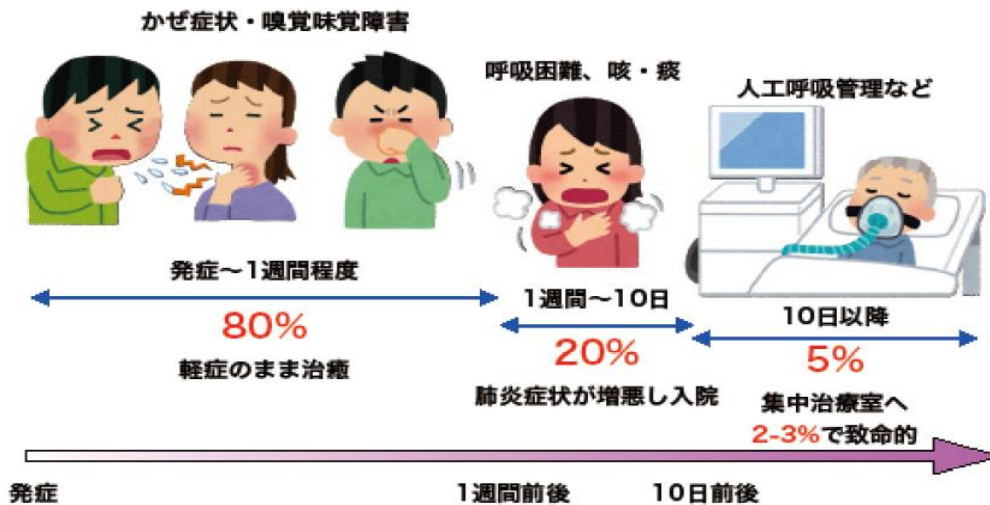 かぜ症状・嗅覚味覚障害
呼吸困難、咳・痰
人工呼吸管理など
発症〜1週間程度
80%
軽症のまま治癒
1週間〜10日
20%
肺炎症状が増悪し入院
10日以降
5%
集中治療室へ
2-3%で致命的
発症
1週間前後
10日前後